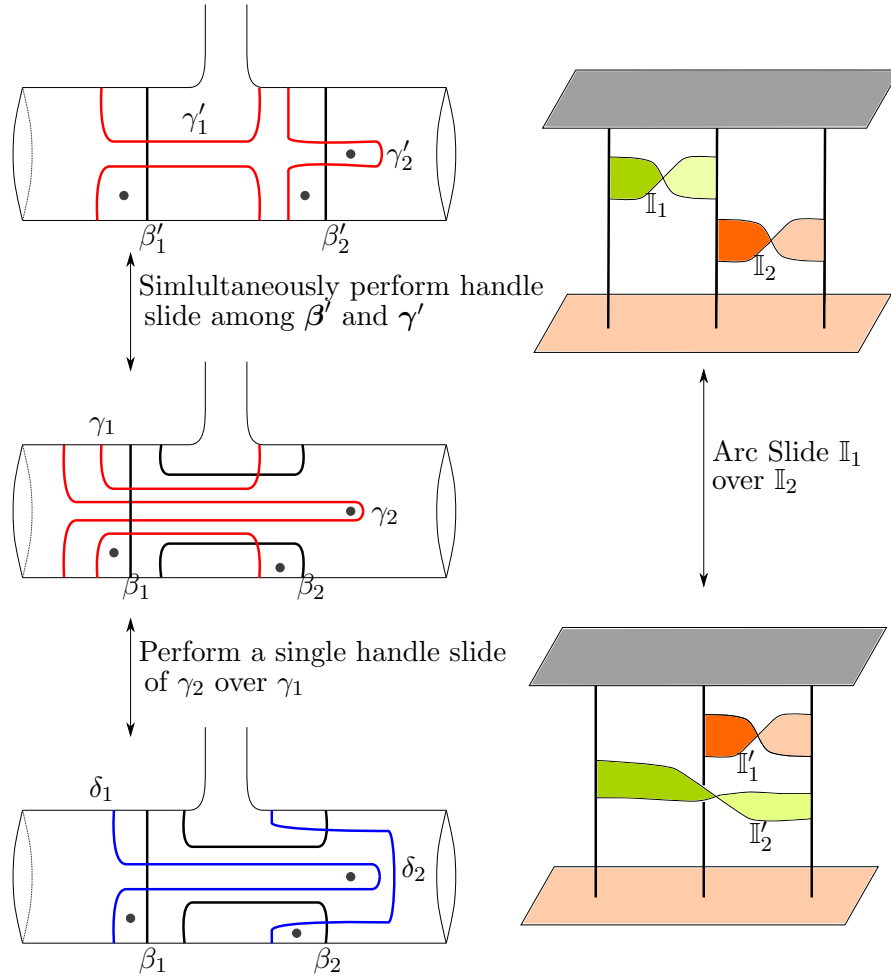 γ′₁
γ′₂
β′₁
β′₂
𝕀₁
𝕀₂
Simlultaneously perform handle
slide among β′ and γ′
γ₁
γ₂
β₁
β₂
Arc Slide 𝕀₁
over 𝕀₂
Perform a single handle slide
of γ₂ over γ₁
𝕀′₁
𝕀′₂
δ₁
δ₂
β₁
β₂